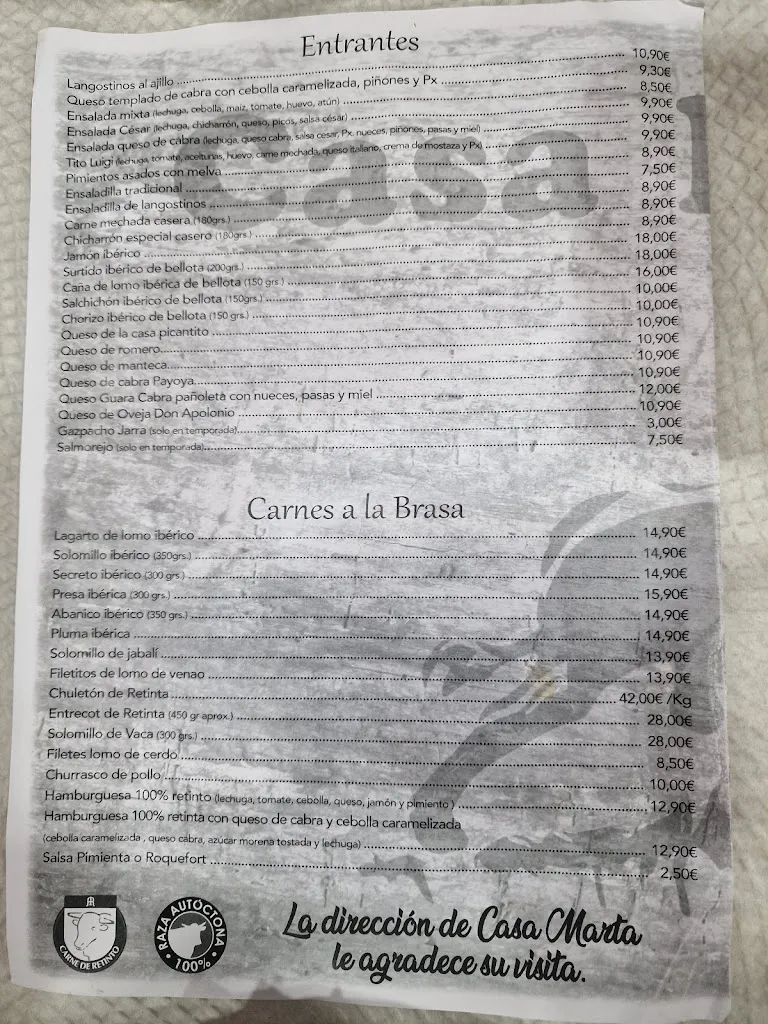 Entrantes
Langostinos al ajillo 10,90€
Queso templado de cabra con cebolla caramelizada, piñones y Px 9,30€
Ensalada mixta (lechuga, cebolla, maiz, tomate, huevo, atún) 8,50€
Ensalada César (lechuga, chicharrón, queso, picos, salsa césar) 9,90€
Ensalada queso de cabra (lechuga, queso cabra, salsa cesar, Px, nueces, piñones, pasas y miel) 9,90€
Tito Luigi (lechuga, tomate, aceitunas, huevo, carne mechada, queso italiano, crema de mostaza y Px) 9,90€
Pimientos asados con melva 8,90€
Ensaladilla tradicional 7,50€
Ensaladilla de langostinos 8,90€
Carne mechada casera (180grs.) 8,90€
Chicharrón especial casero (180grs.) 8,90€
Jamón ibérico 18,00€
Surtido ibérico de bellota (200grs.) 18,00€
Caña de lomo ibérica de bellota (150 grs.) 16,00€
Salchichón ibérico de bellota (150grs.) 10,00€
Chorizo ibérico de bellota (150 grs.) 10,00€
Queso de la casa picantito 10,90€
Queso de romero 10,90€
Queso de manteca 10,90€
Queso de cabra Payoya 10,90€
Queso Guara Cabra pañoleta con nueces, pasas y miel 12,00€
Queso de Oveja Don Apolonio 10,90€
Gazpacho Jarra (solo en temporada) 3,00€
Salmorejo (solo en temporada) 7,50€
Carnes a la Brasa
Lagarto de lomo ibérico 14,90€
Solomillo ibérico (350grs.) 14,90€
Secreto ibérico (300 grs.) 14,90€
Presa ibérica (300 grs.) 15,90€
Abanico ibérico (350 grs.) 14,90€
Pluma ibérica 14,90€
Solomillo de jabalí 13,90€
Filetitos de lomo de venao 13,90€
Chuletón de Retinta 42,00€ /Kg
Entrecot de Retinta (450 gr aprox.) 28,00€
Solomillo de Vaca (300 grs.) 28,00€
Filetes lomo de cerdo 8,50€
Churrasco de pollo 10,00€
Hamburguesa 100% retinto (lechuga, tomate, cebolla, queso, jamón y pimiento ) 12,90€
Hamburguesa 100% retinta con queso de cabra y cebolla caramelizada
(cebolla caramelizada , queso cabra, azúcar morena tostada y lechuga) 12,90€
Salsa Pimienta o Roquefort 2,50€
CARNE DE RETINTO
RAZA AUTÓCTONA
100%
La dirección de Casa Marta
le agradece su visita.